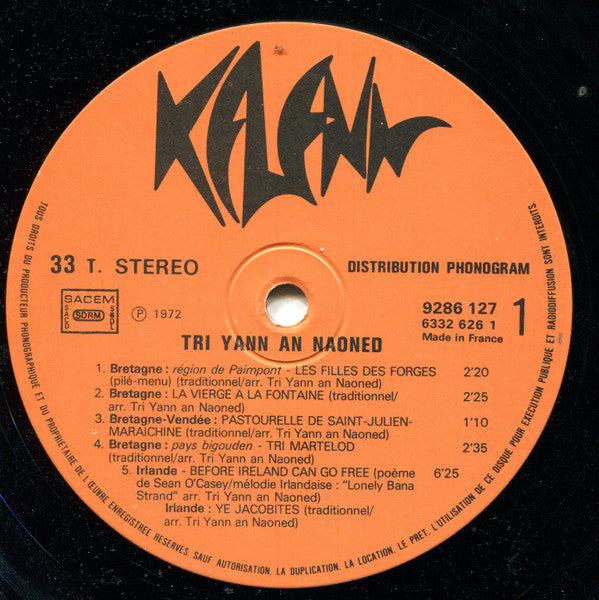 KELENN
33 T. STEREO
DISTRIBUTION PHONOGRAM
SACEM
SACD
SDRM
SGDL
Ⓟ 1972
9286 127
6332 626 1
Made in France
1
TRI YANN AN NAONED
1. Bretagne : région de Paimpont - LES FILLES DES FORGES 2'20
(pilé-menu) (traditionnel/arr. Tri Yann an Naoned)
2. Bretagne : LA VIERGE A LA FONTAINE (traditionnel/ 2'25
arr. Tri Yann an Naoned)
3. Bretagne-Vendée : PASTOURELLE DE SAINT-JULIEN- 1'10
MARAICHINE (traditionnel/arr. Tri Yann an Naoned)
4. Bretagne : pays bigouden - TRI MARTELOD 2'35
(traditionnel/arr. Tri Yann an Naoned)
5. Irlande - BEFORE IRELAND CAN GO FREE (poème 6'25
de Sean O'Casey/mélodie Irlandaise : "Lonely Bana
Strand" arr. Tri Yann an Naoned)
Irlande : YE JACOBITES (traditionnel/
arr. Tri Yann an Naoned)
TOUS DROITS DU PRODUCTEUR PHONOGRAPHIQUE ET DU PROPRIETAIRE DE L'ŒUVRE ENREGISTREE RESERVES. SAUF AUTORISATION. LA DUPLICATION. LA LOCATION. LE PRET. L'UTILISATION DE CE DISQUE POUR EXECUTION PUBLIQUE ET RADIODIFFUSION SONT INTERDITS